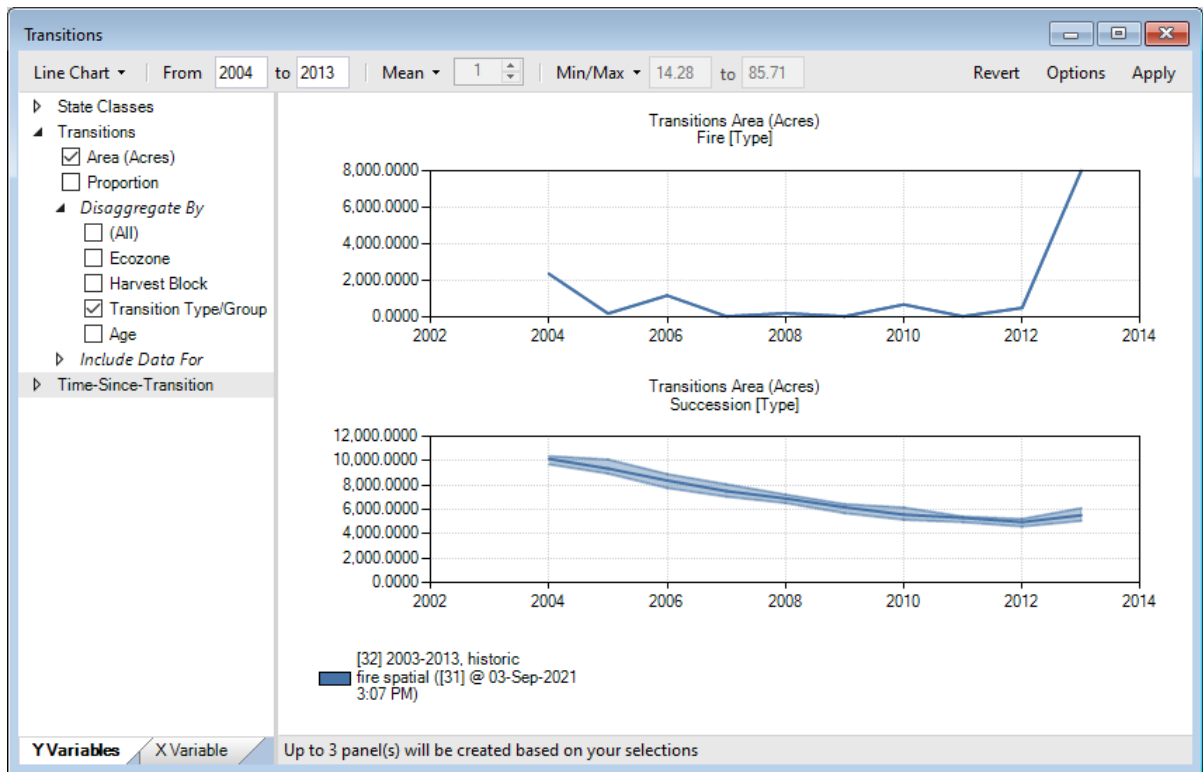 Transitions
Line Chart From 2004 to 2013 Mean 1 Min/Max 14.28 to 85.71 Revert Options Apply
State Classes
Transitions
Area (Acres)
Proportion
Disaggregate By
(All)
Ecozone
Harvest Block
Transition Type/Group
Age
Include Data For
Time-Since-Transition
Transitions Area (Acres)
Fire [Type]
8,000.0000
6,000.0000
4,000.0000
2,000.0000
0.0000
2002 2004 2006 2008 2010 2012 2014
Transitions Area (Acres)
Succession [Type]
12,000.0000
10,000.0000
8,000.0000
6,000.0000
4,000.0000
2,000.0000
0.0000
2002 2004 2006 2008 2010 2012 2014
[32] 2003-2013, historic
fire spatial ([31] @ 03-Sep-2021
3:07 PM)
Y Variables X Variable Up to 3 panel(s) will be created based on your selections